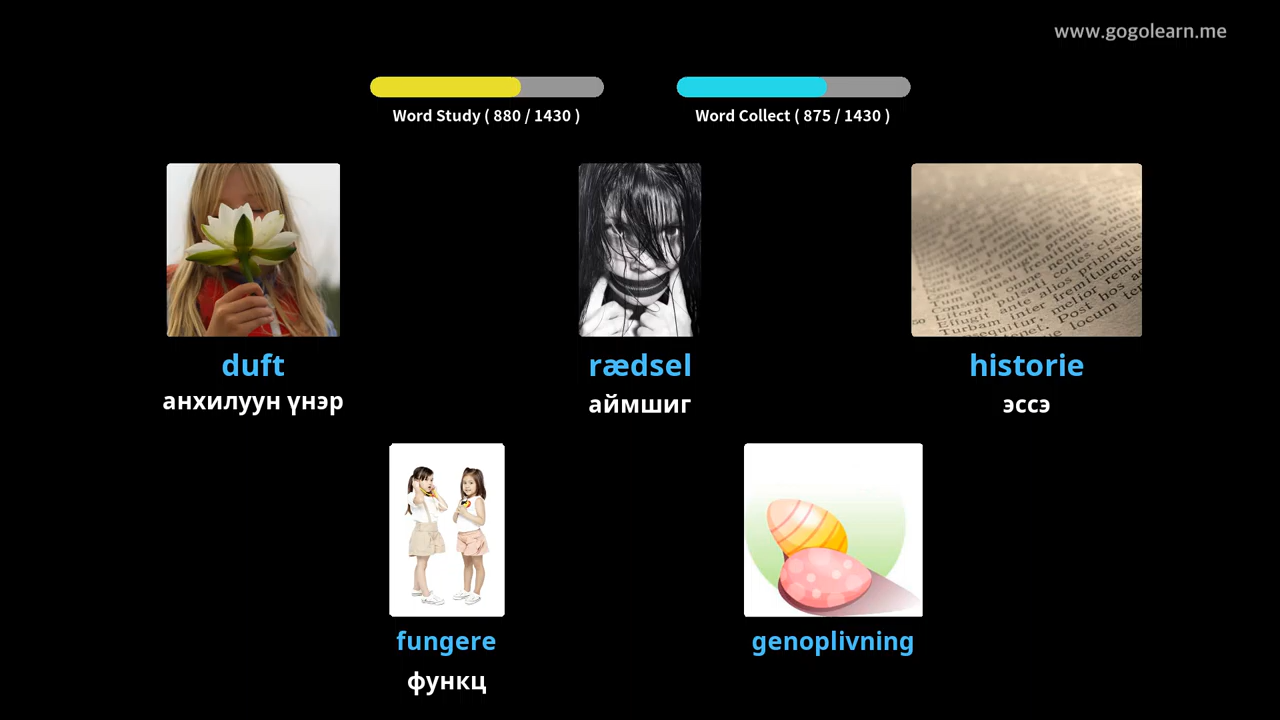 www.gogolearn.me
Word Study ( 880 / 1430 )
Word Collect ( 875 / 1430 )
duft
анхилуун үнэр
rædsel
аймшиг
historie
эссэ
fungere
функц
genoplivning